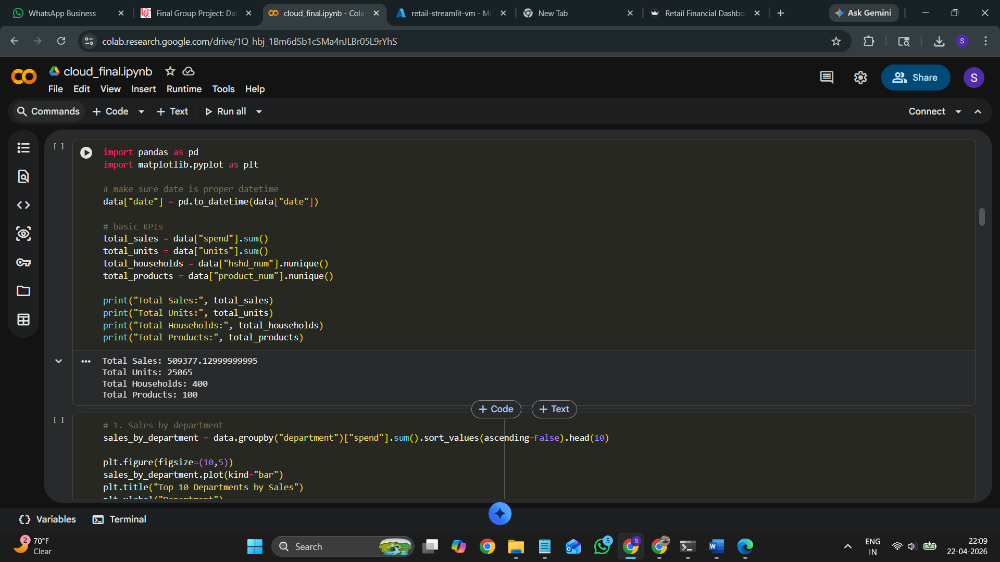 WhatsApp Business
Final Group Project: Dat
cloud_final.ipynb - Cola
retail-streamlit-vm - Mi
New Tab
Retail Financial Dashbo
Ask Gemini
colab.research.google.com/drive/1Q_hbj_1Bm6dSb1cSMa4nJLBr05L9rYhS
S
cloud_final.ipynb
File Edit View Insert Runtime Tools Help
Share
S
Commands + Code + Text Run all
Connect
[ ]
import pandas as pd
import matplotlib.pyplot as plt
# make sure date is proper datetime
data["date"] = pd.to_datetime(data["date"])
# basic KPIs
total_sales = data["spend"].sum()
total_units = data["units"].sum()
total_households = data["hshd_num"].nunique()
total_products = data["product_num"].nunique()
print("Total Sales:", total_sales)
print("Total Units:", total_units)
print("Total Households:", total_households)
print("Total Products:", total_products)
Total Sales: 509377.12999999995
Total Units: 25065
Total Households: 400
Total Products: 100
+ Code + Text
[ ]
# 1. Sales by department
sales_by_department = data.groupby("department")["spend"].sum().sort_values(ascending=False).head(10)
plt.figure(figsize=(10,5))
sales_by_department.plot(kind="bar")
plt.title("Top 10 Departments by Sales")
plt.xlabel("Department")
Variables
Terminal
2
70°F
Clear
Search
5
S
ENG
IN
22:09
22-04-2026